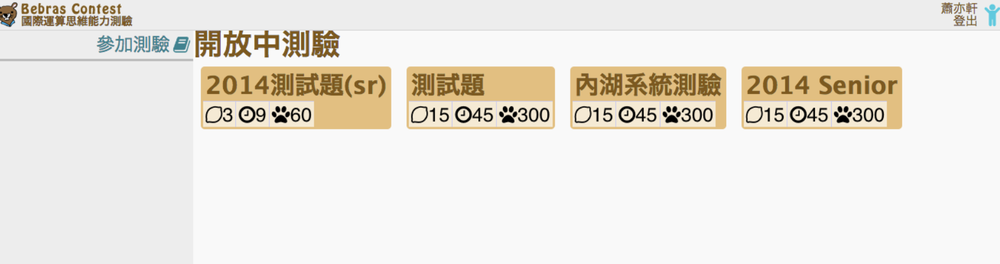 Bebras Contest
國際運算思維能力測驗
蕭亦軒
登出
參加測驗
開放中測驗
2014測試題(sr)
3 9 60
測試題
15 45 300
內湖系統測驗
15 45 300
2014 Senior
15 45 300